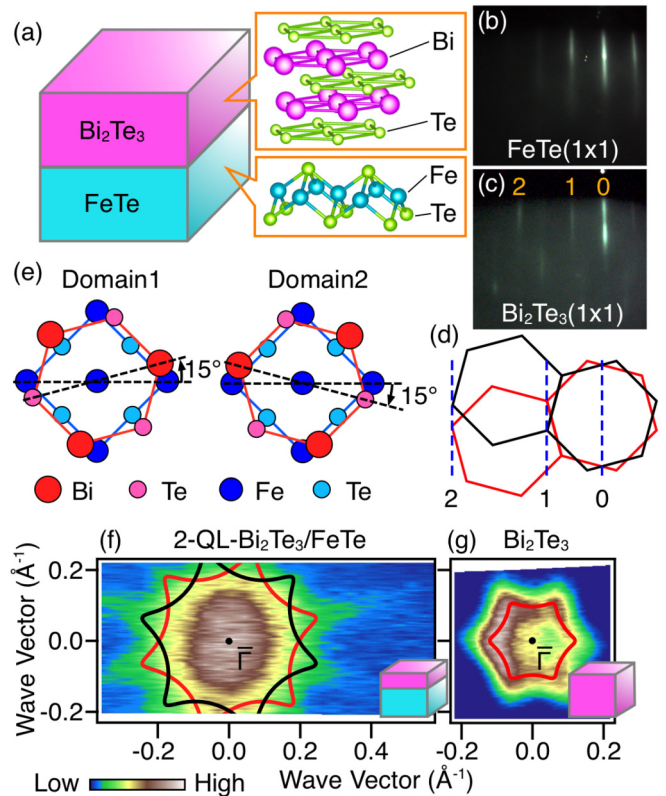 (a)
Bi₂Te₃
FeTe
Bi
Te
Fe
Te
(b)
FeTe(1x1)
(c)
2 1 0
Bi₂Te₃(1x1)
(e)
Domain1
Domain2
15°
15°
Bi
Te
Fe
Te
(d)
2 1 0
(f)
2-QL-Bi₂Te₃/FeTe
Wave Vector (Å⁻¹)
0.2
0.0
-0.2
Γ̅
-0.2 0.0 0.2 0.4
(g)
Bi₂Te₃
Γ̅
-0.2 0.0 0.2
Low High
Wave Vector (Å⁻¹)